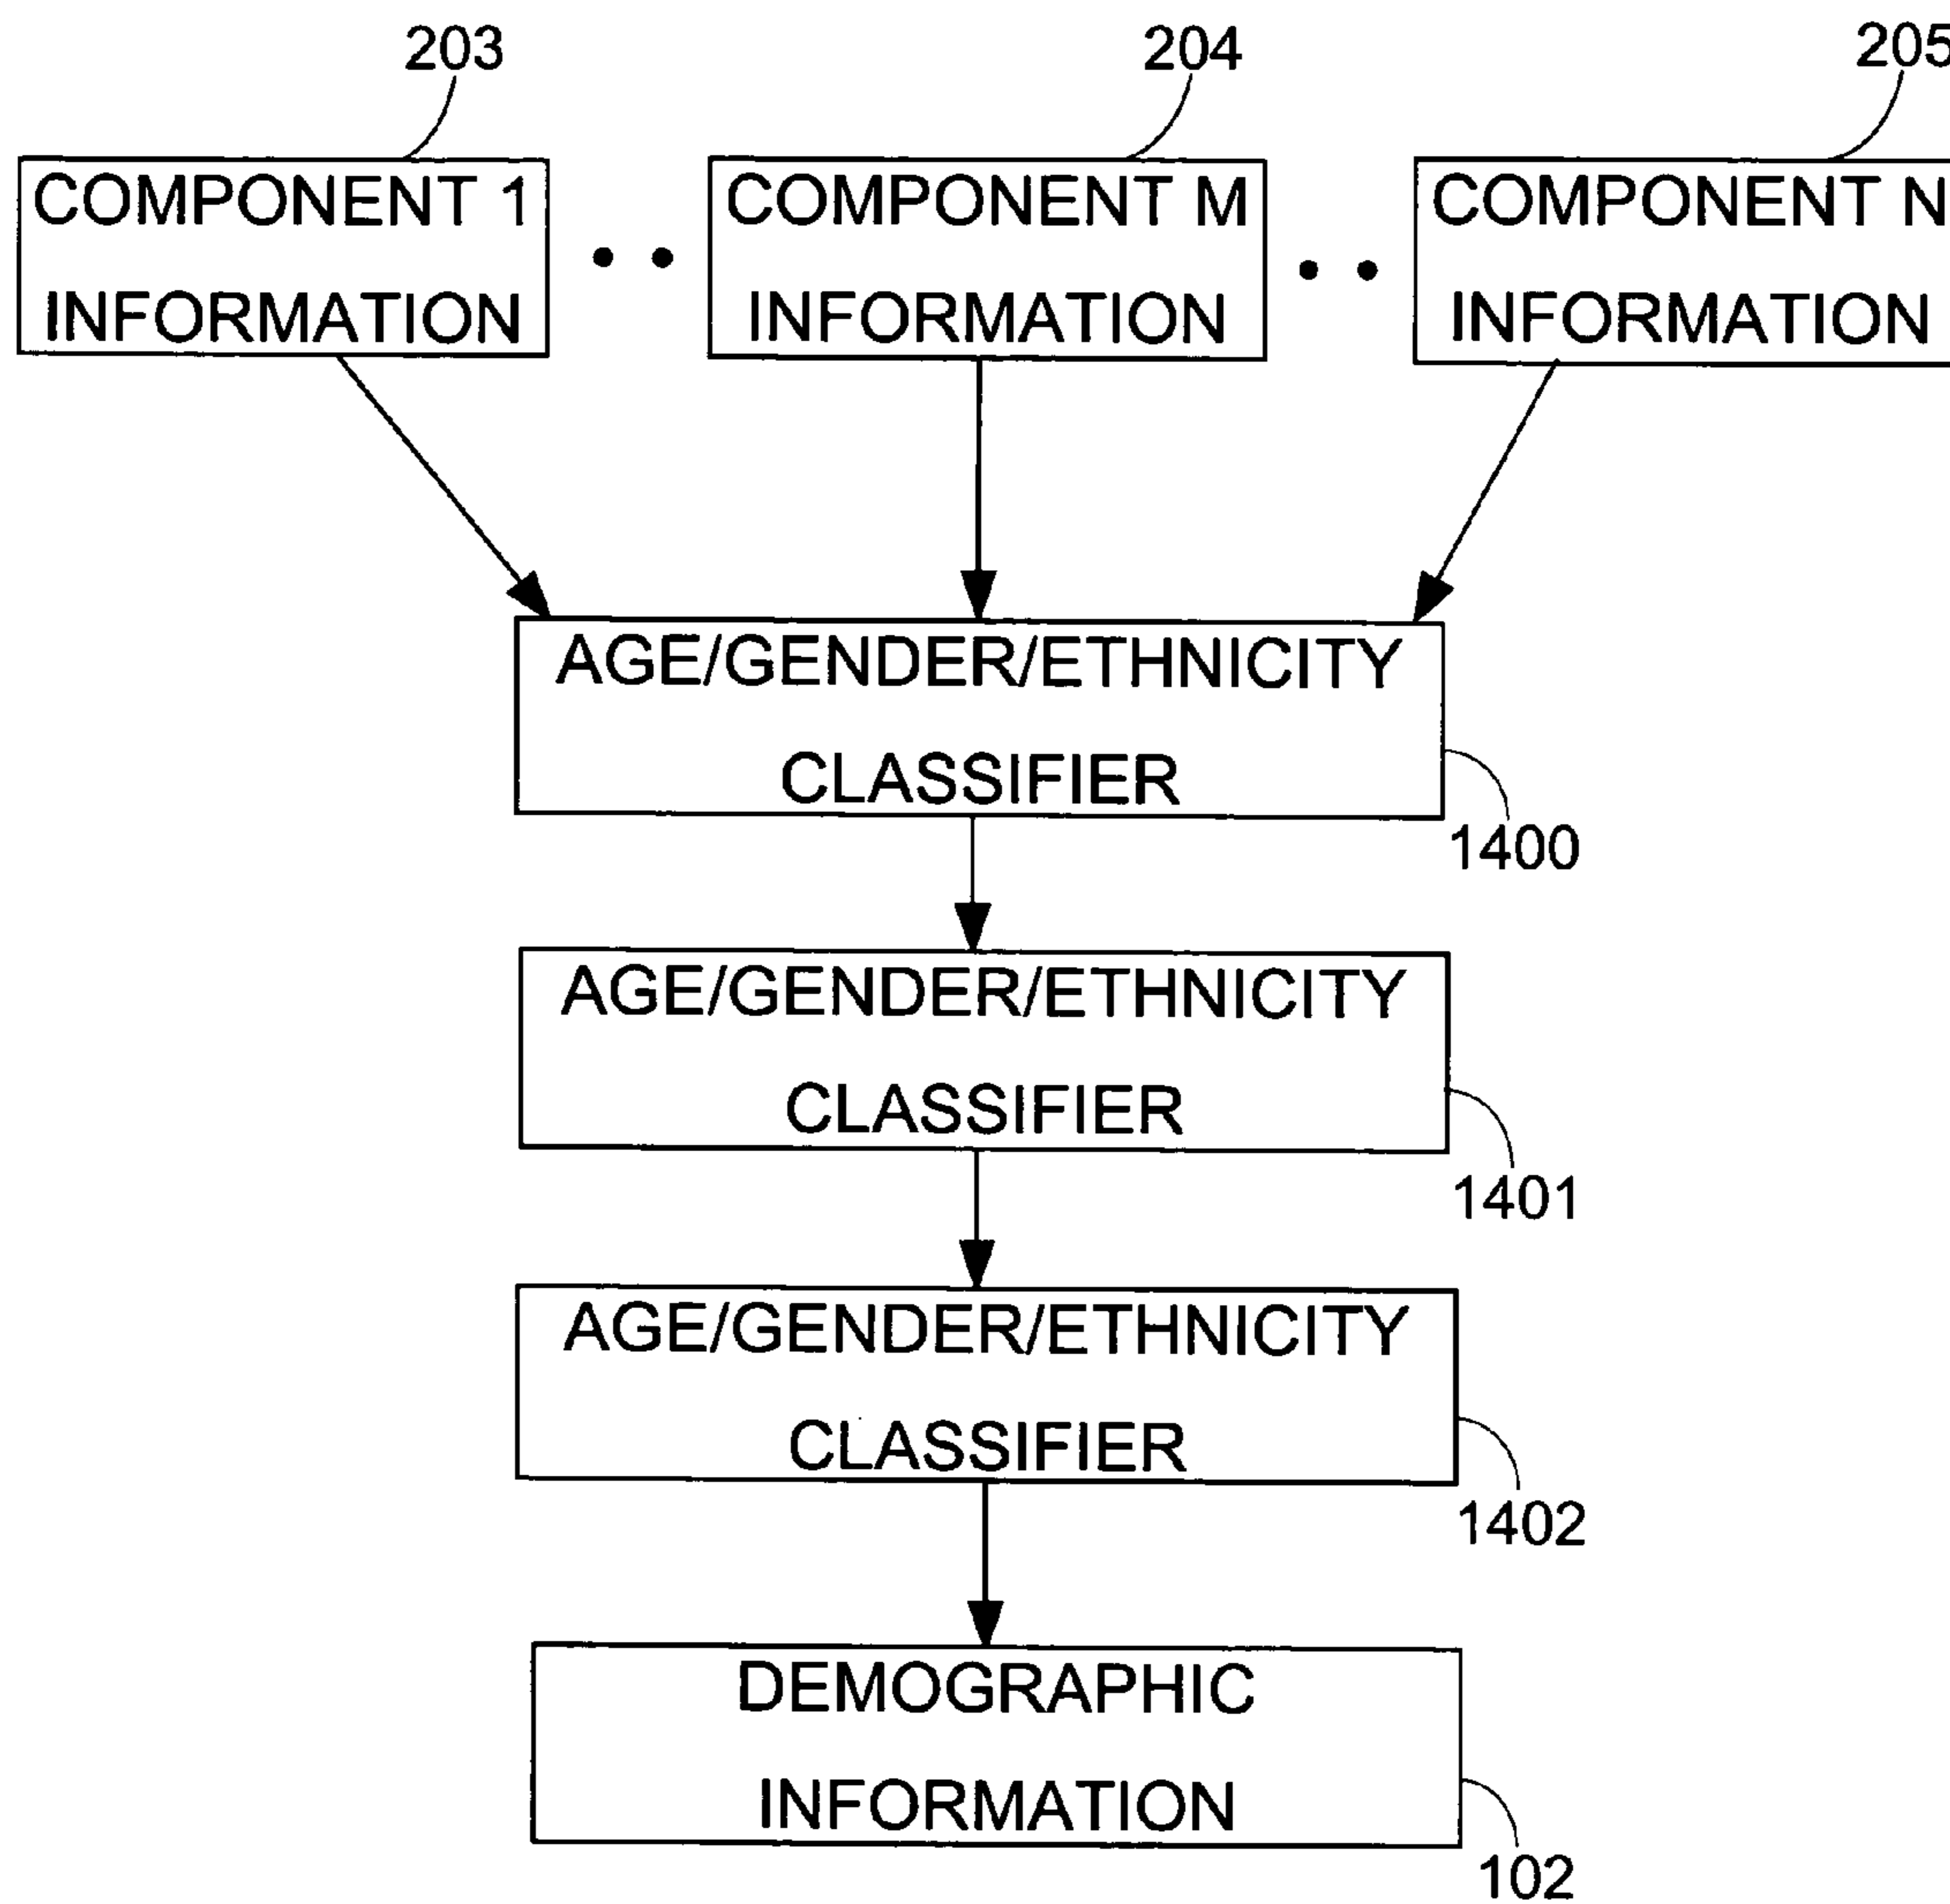 203
204
205
COMPONENT 1
INFORMATION
COMPONENT M
INFORMATION
COMPONENT N
INFORMATION
AGE/GENDER/ETHNICITY
CLASSIFIER
1400
AGE/GENDER/ETHNICITY
CLASSIFIER
1401
AGE/GENDER/ETHNICITY
CLASSIFIER
1402
DEMOGRAPHIC
INFORMATION
102